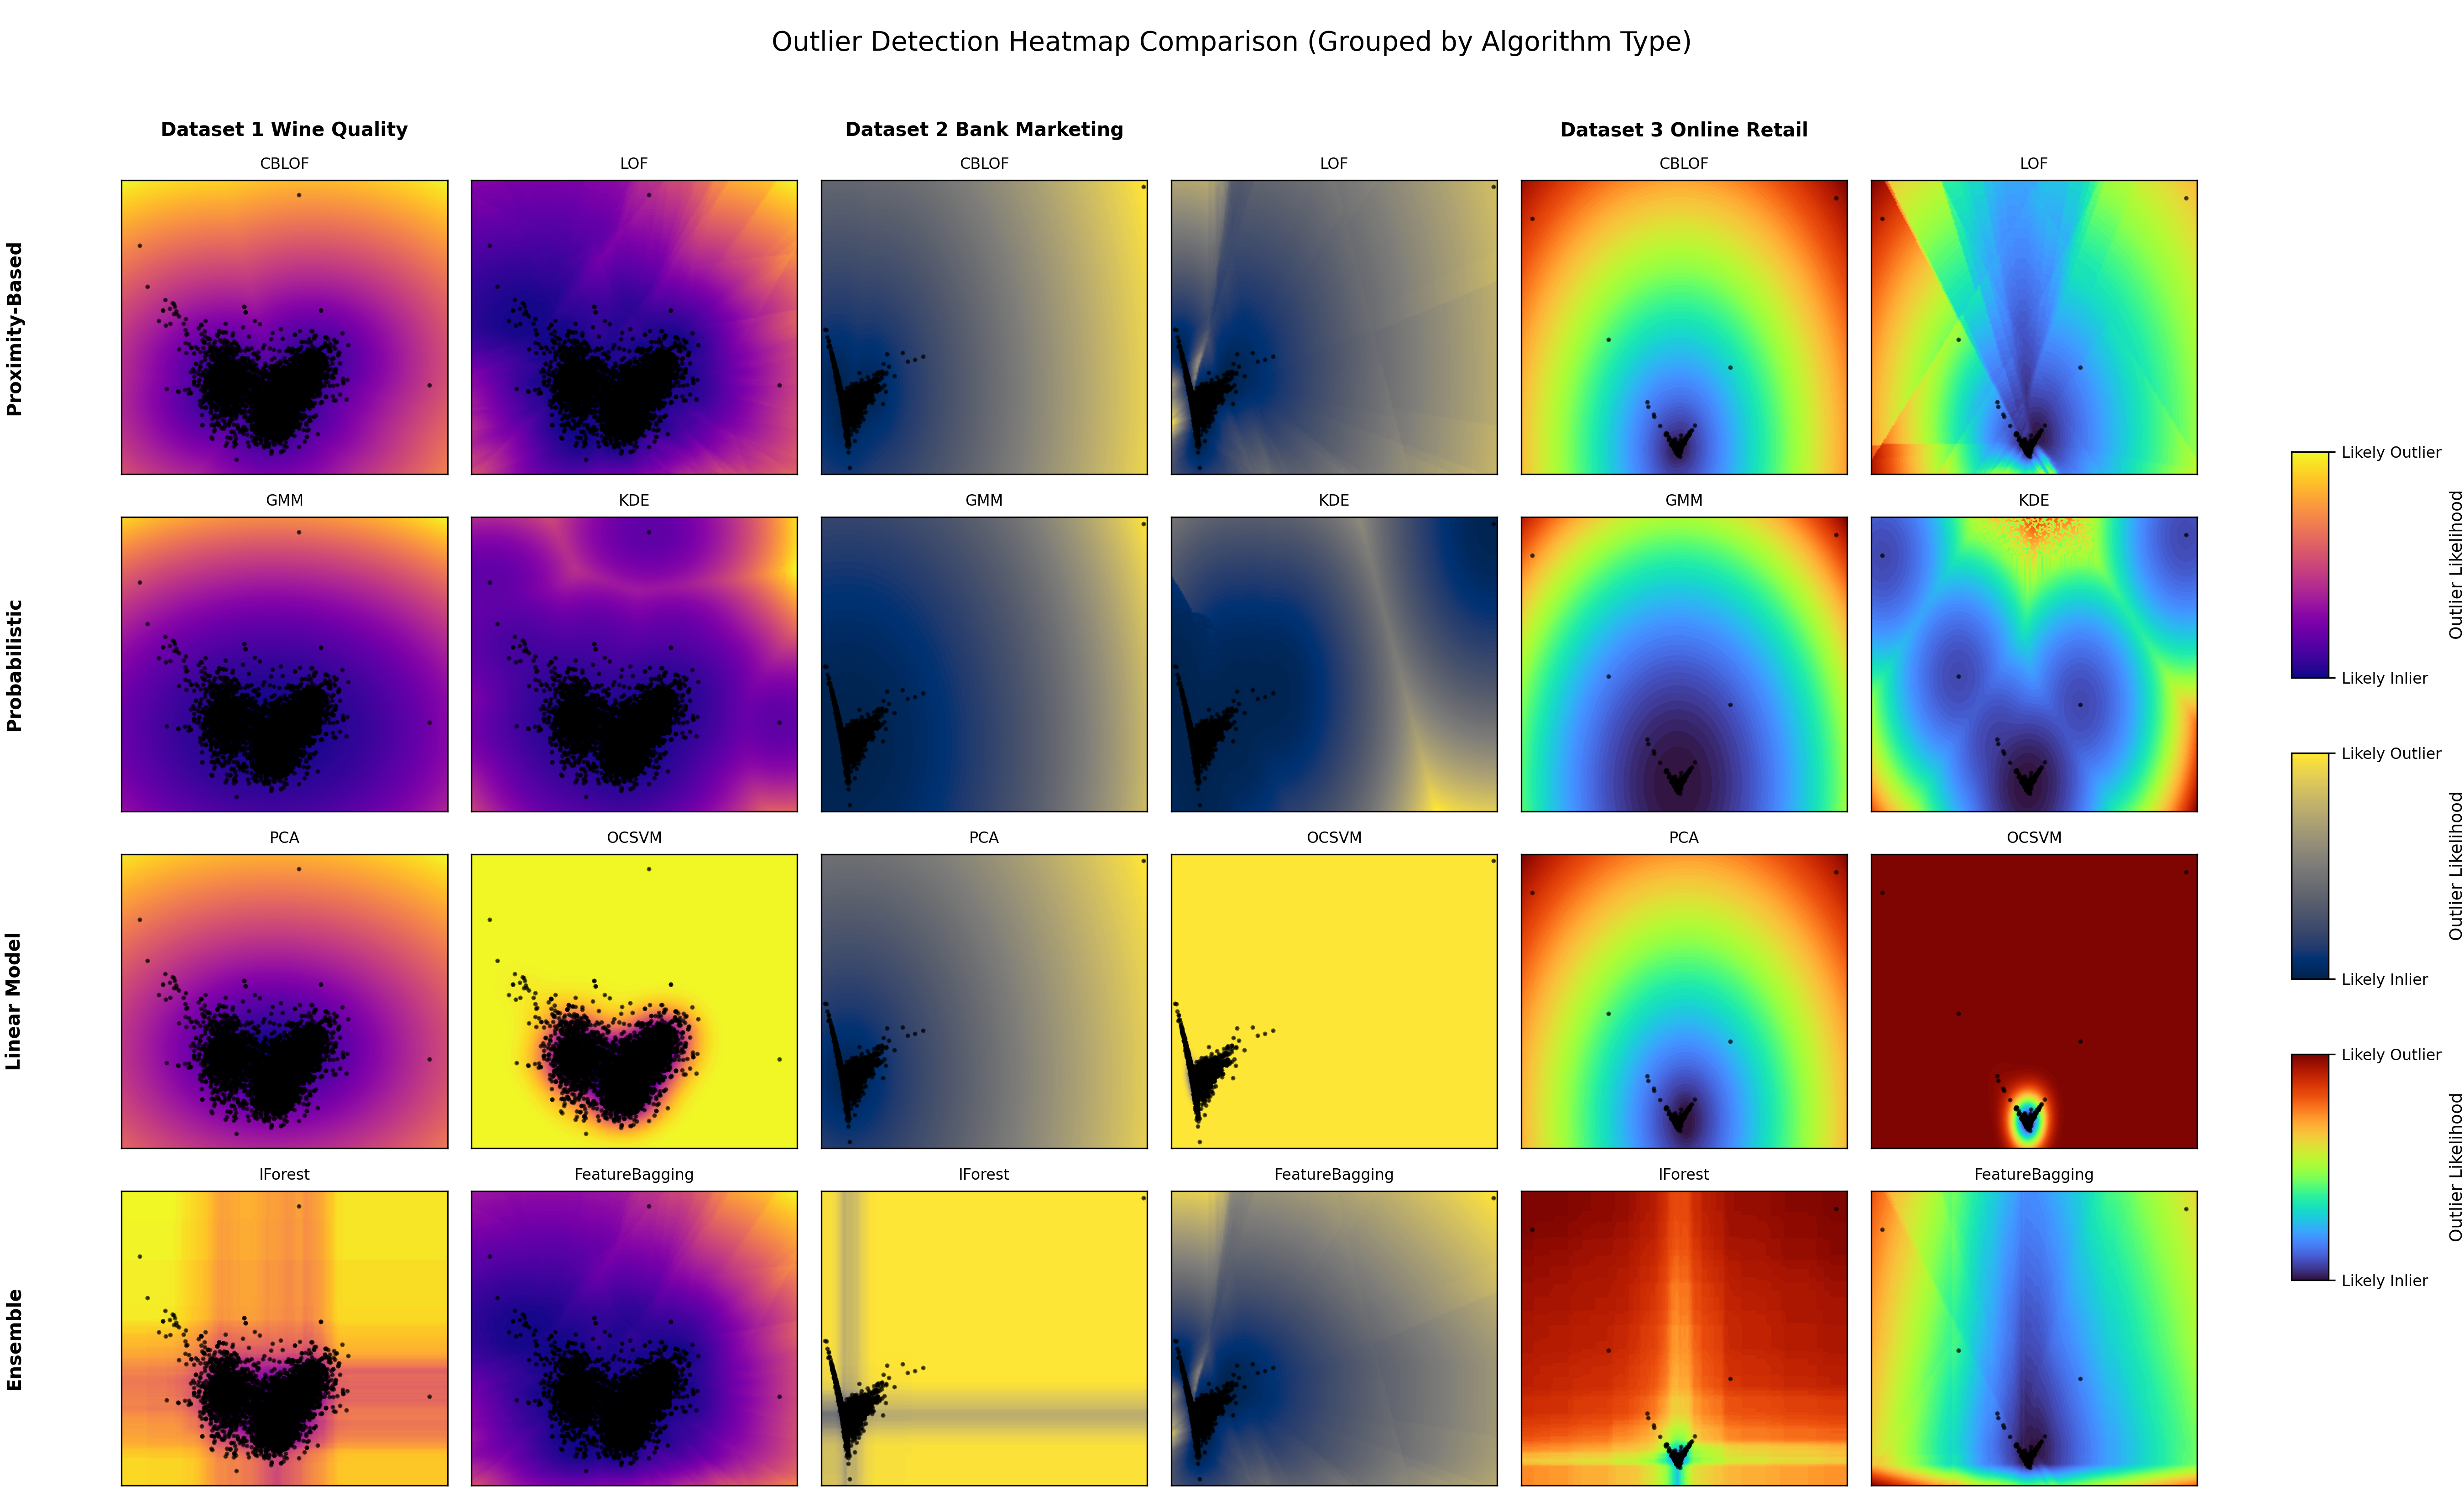 Outlier Detection Heatmap Comparison (Grouped by Algorithm Type)
Dataset 1 Wine Quality
Dataset 2 Bank Marketing
Dataset 3 Online Retail
Proximity-Based
CBLOF
LOF
CBLOF
LOF
CBLOF
LOF
Probabilistic
GMM
KDE
GMM
KDE
GMM
KDE
Linear Model
PCA
OCSVM
PCA
OCSVM
PCA
OCSVM
Ensemble
IForest
FeatureBagging
IForest
FeatureBagging
IForest
FeatureBagging
Likely Outlier
Outlier Likelihood
Likely Inlier
Likely Outlier
Outlier Likelihood
Likely Inlier
Likely Outlier
Outlier Likelihood
Likely Inlier